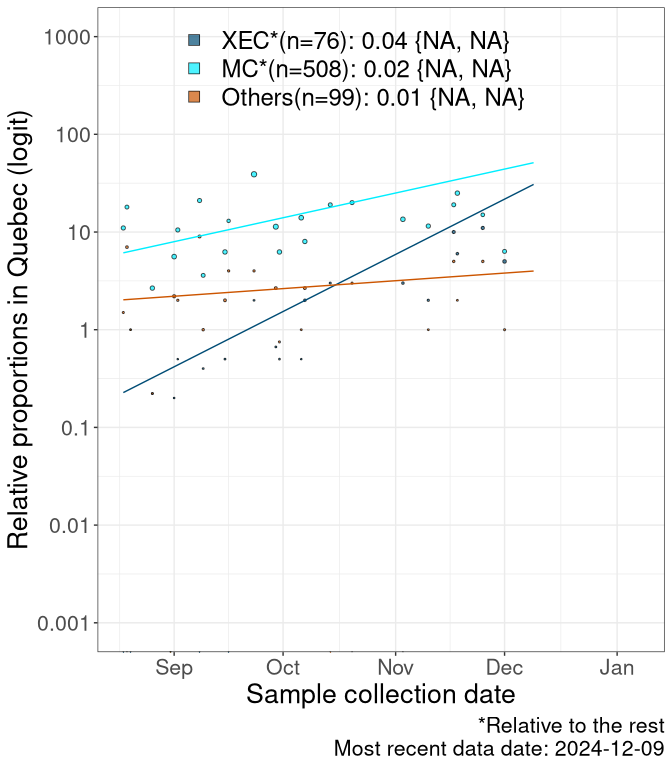 XEC*(n=76): 0.04 {NA, NA}
MC*(n=508): 0.02 {NA, NA}
Others(n=99): 0.01 {NA, NA}
Relative proportions in Quebec (logit)
1000
100
10
1
0.1
0.01
0.001
Sep Oct Nov Dec Jan
Sample collection date
*Relative to the rest
Most recent data date: 2024-12-09